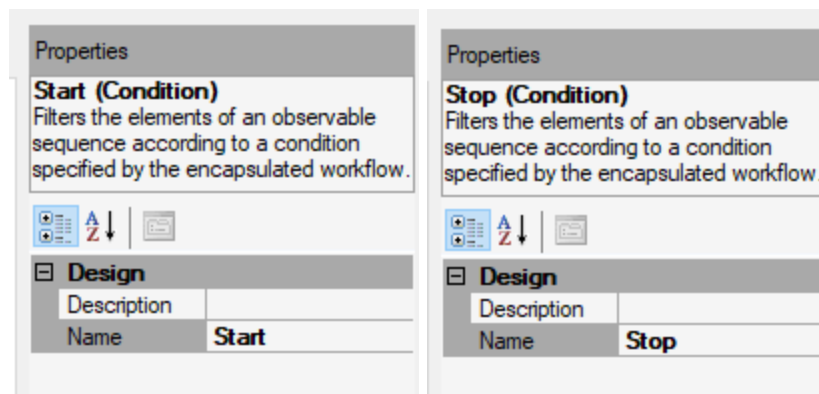 Properties
Start (Condition)
Filters the elements of an observable
sequence according to a condition
specified by the encapsulated workflow.
A
Z
Design
Description
Name Start
Properties
Stop (Condition)
Filters the elements of an observable
sequence according to a condition
specified by the encapsulated workflow.
A
Z
Design
Description
Name Stop